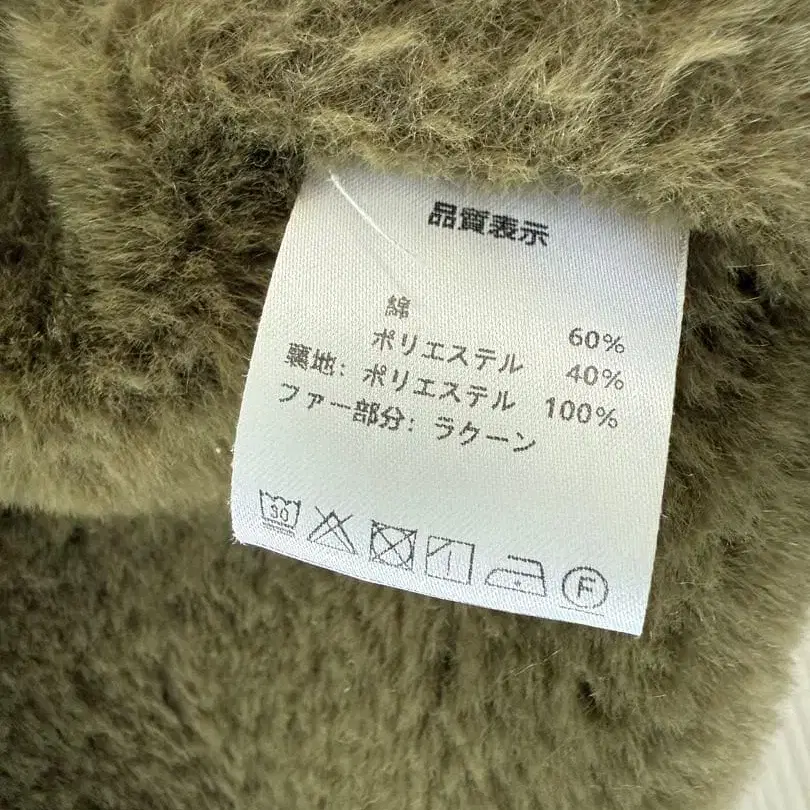 品質表示
綿 60%
ポリエステル 40%
裏地: ポリエステル 100%
ファー部分: ラクーン
30 F